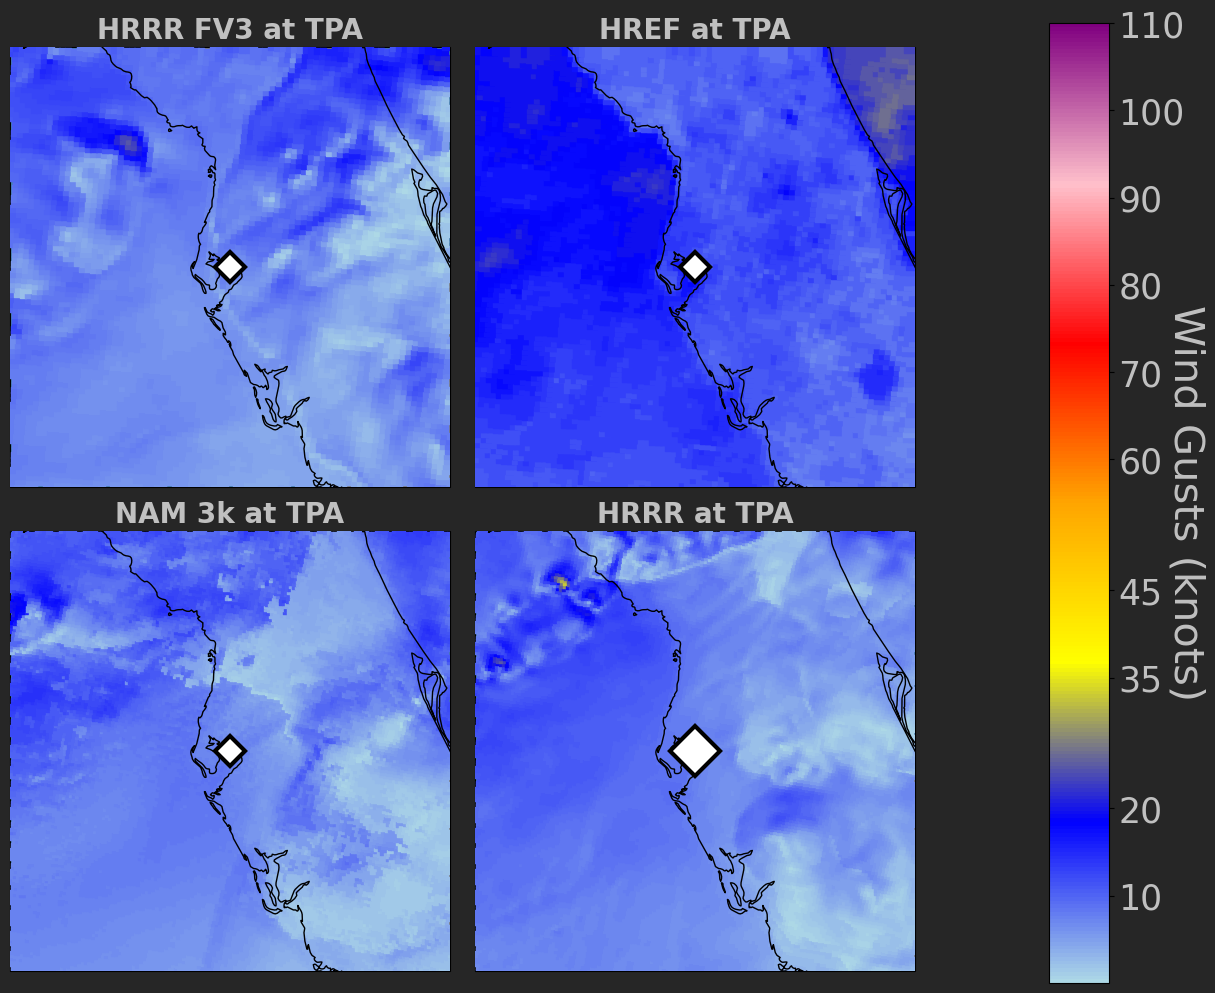 HRRR FV3 at TPA
HREF at TPA
NAM 3k at TPA
HRRR at TPA
110
100
90
80
70
60
45
35
20
10
Wind Gusts (knots)